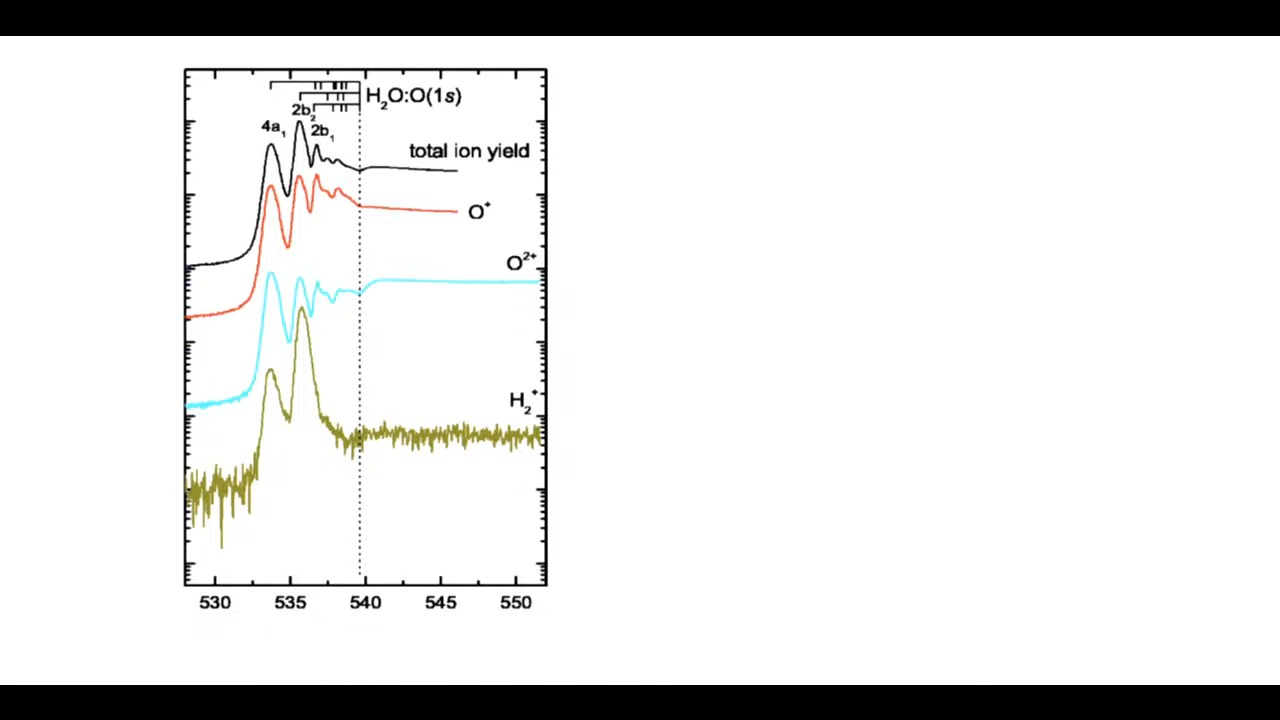 H₂O:O(1s)
2b₂
4a₁
2b₁
total ion yield
O⁺
O²⁺
H₂⁺
530 535 540 545 550